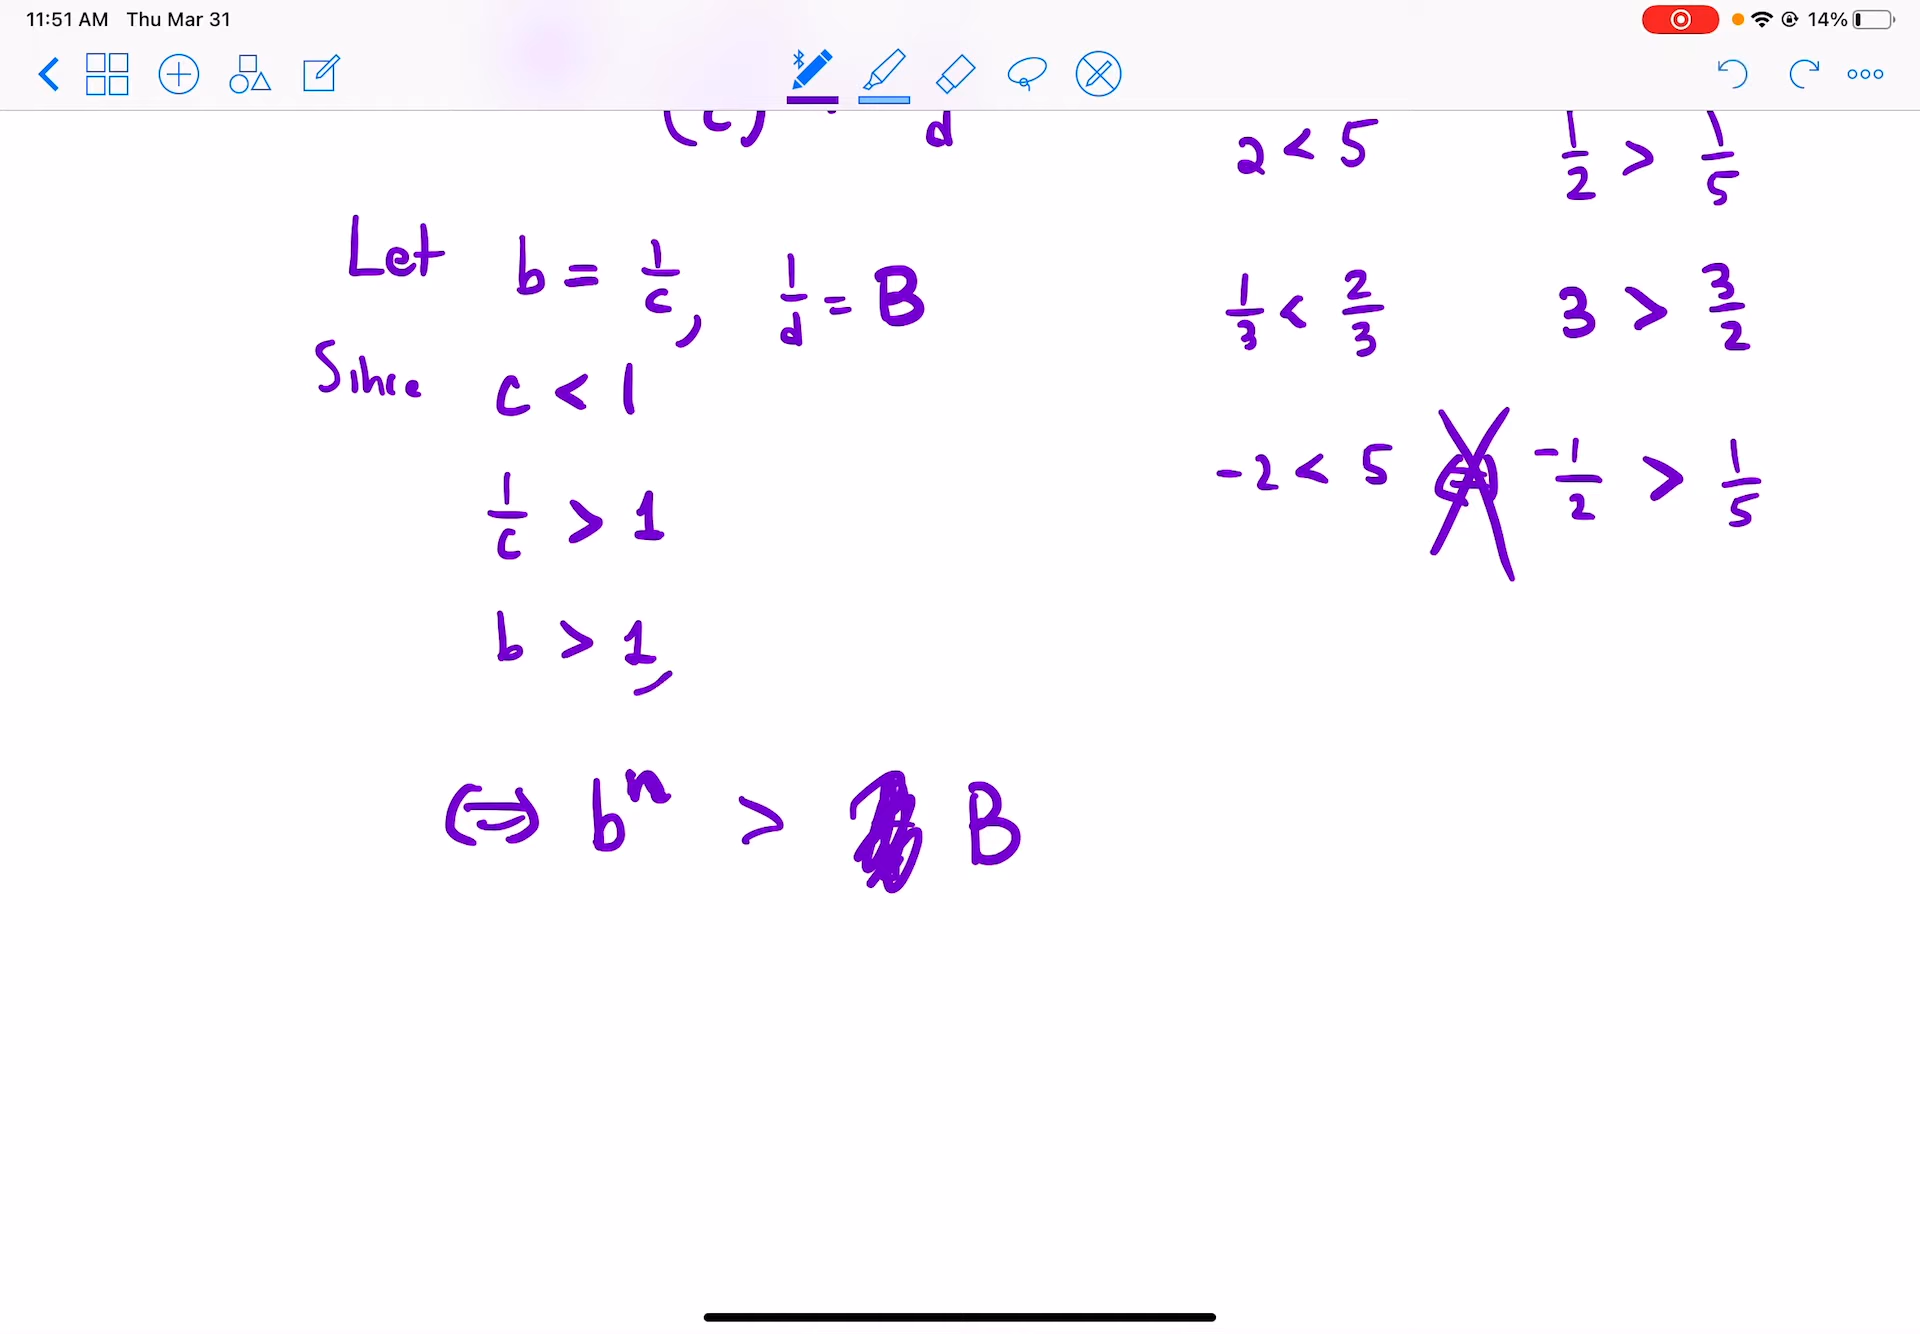 11:51 AM Thu Mar 31 14%
(c) d
2 < 5 1/2 > 1/5
Let b = 1/c, 1/d = B
1/3 < 2/3 3 > 3/2
Since c < 1
-2 < 5 ⇔ -1/2 > 1/5
1/c > 1
b > 1,
⇔ b^n > B